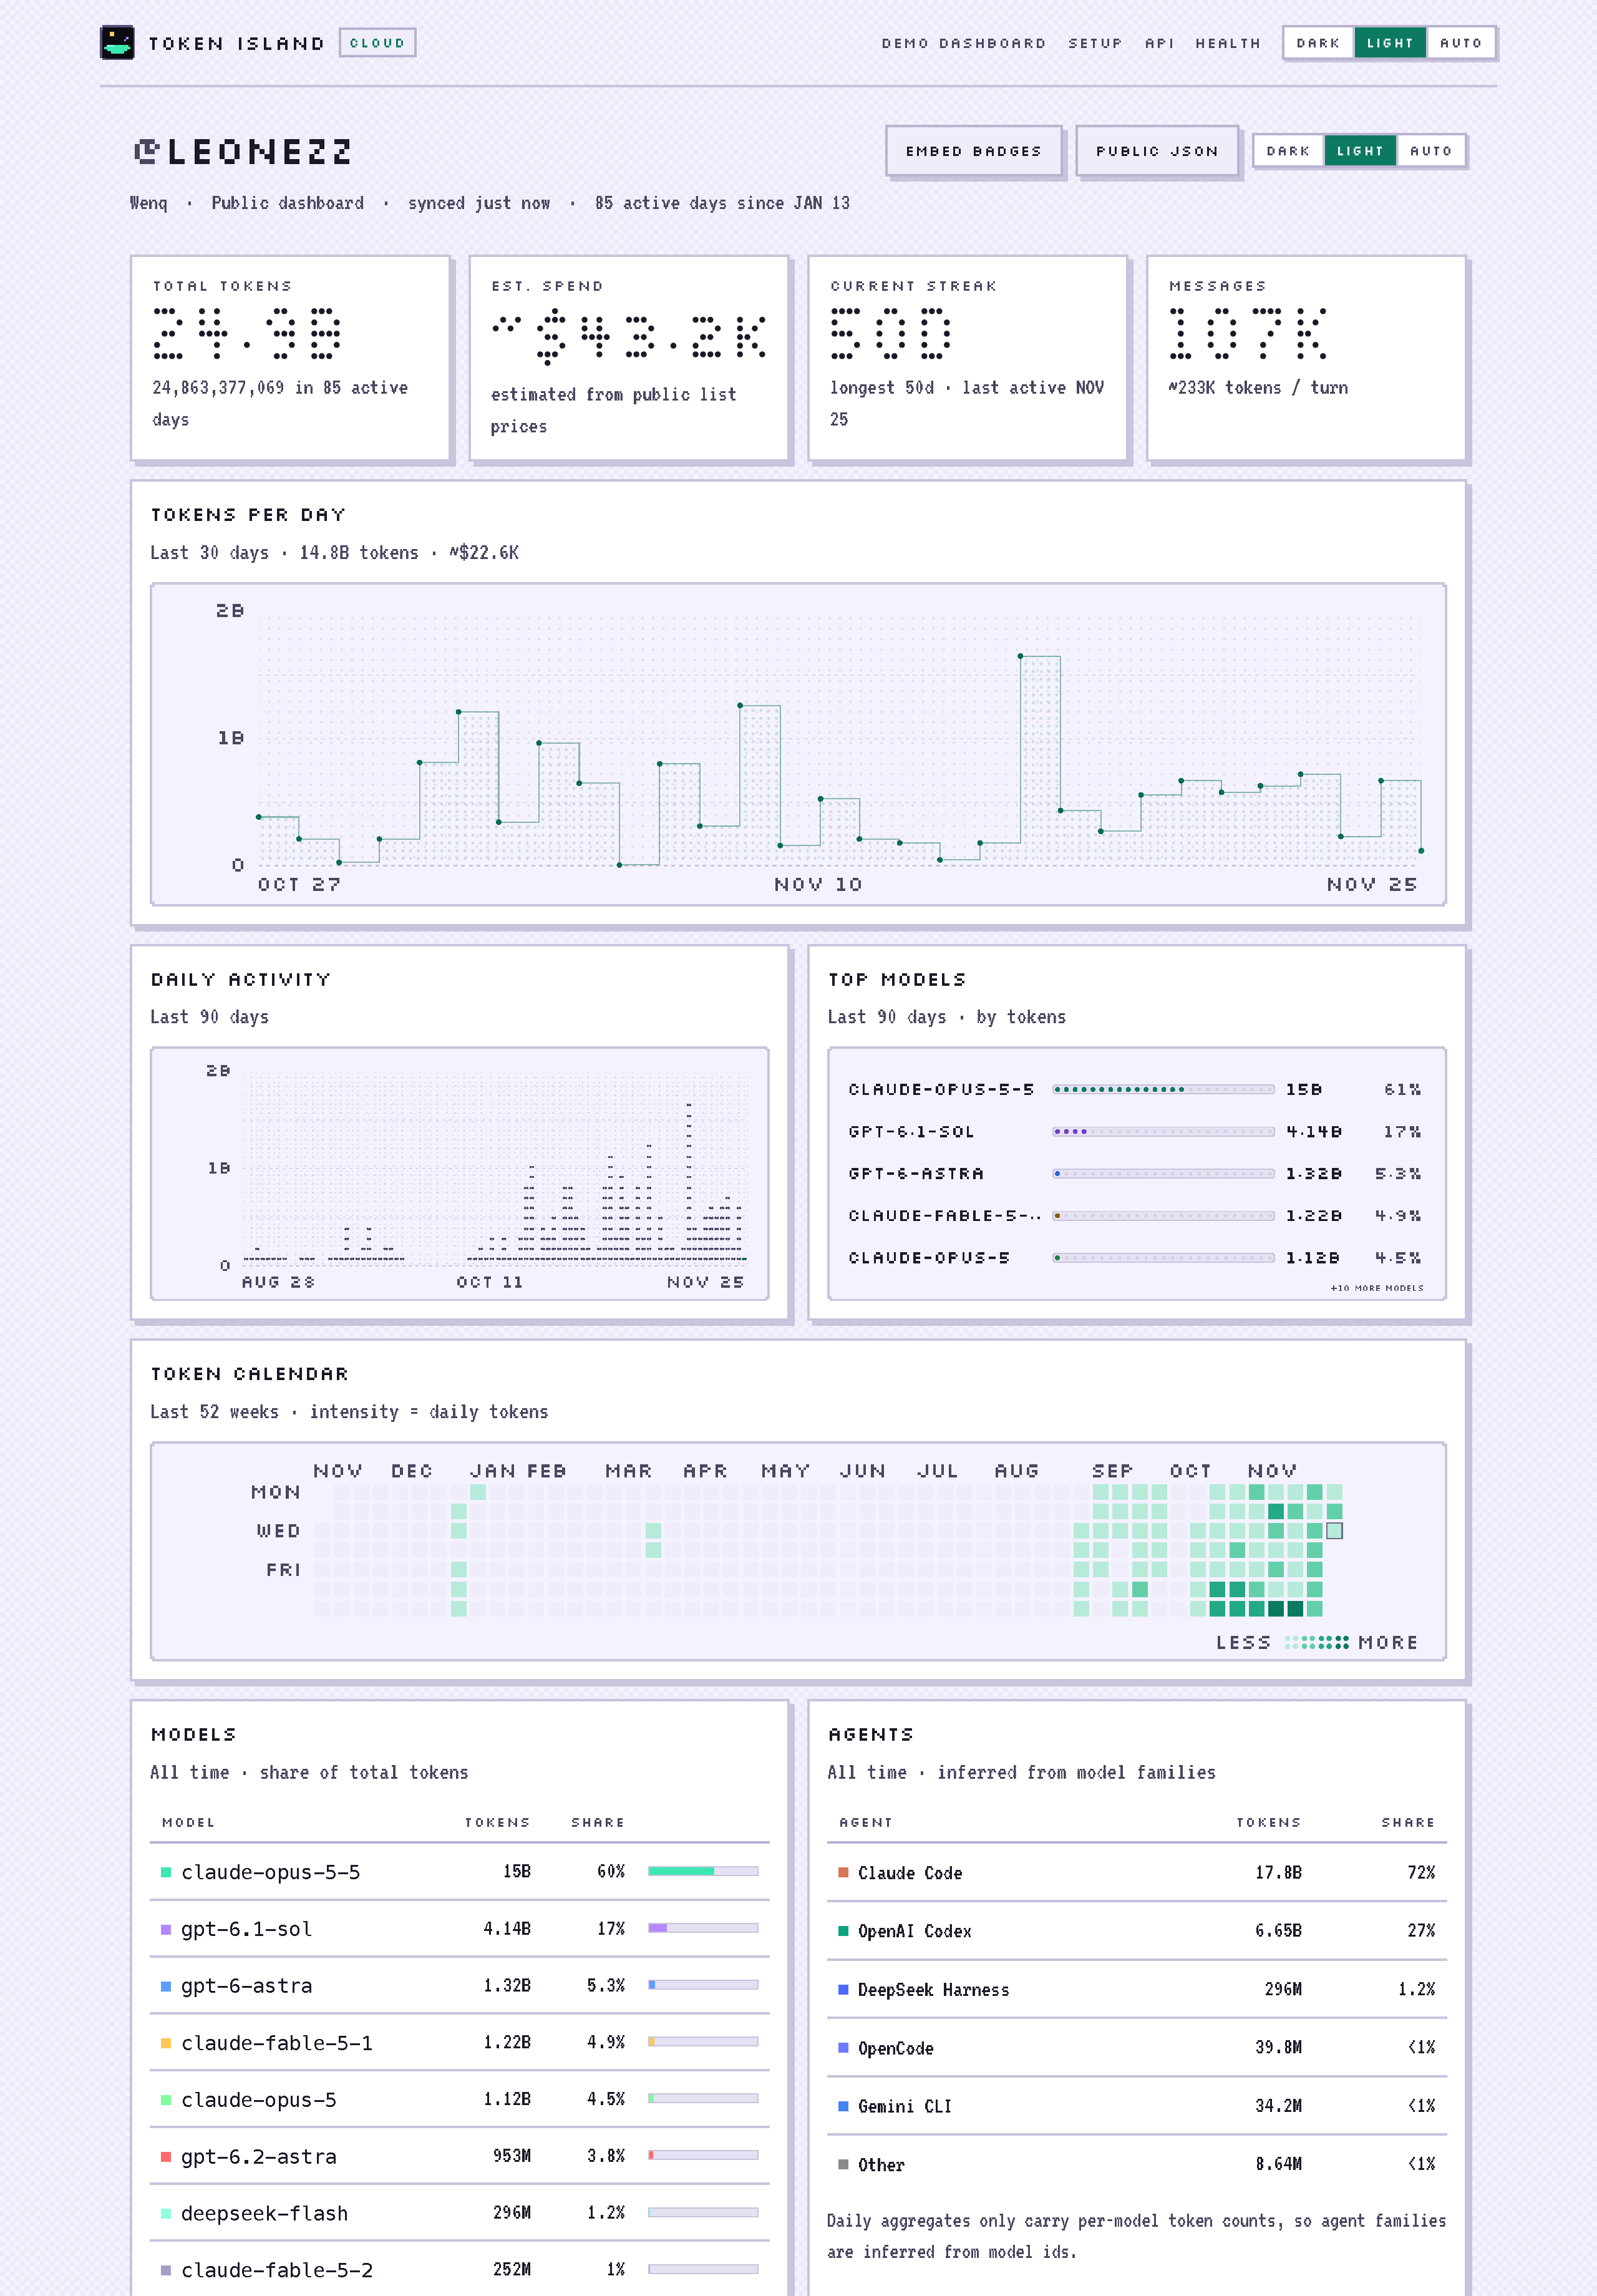 TOKEN ISLAND CLOUD
DEMO DASHBOARD SETUP API HEALTH DARK LIGHT AUTO
@LEONEZZ
EMBED BADGES PUBLIC JSON DARK LIGHT AUTO
Wenq · Public dashboard · synced just now · 85 active days since JAN 13
TOTAL TOKENS
24.9B
24,863,377,069 in 85 active
days
EST. SPEND
~$43.2K
estimated from public list
prices
CURRENT STREAK
50D
longest 50d · last active NOV
25
MESSAGES
107K
~233K tokens / turn
TOKENS PER DAY
Last 30 days · 14.8B tokens · ~$22.6K
2B
1B
0
OCT 27 NOV 10 NOV 25
DAILY ACTIVITY
Last 90 days
2B
1B
0
AUG 28 OCT 11 NOV 25
TOP MODELS
Last 90 days · by tokens
CLAUDE-OPUS-5-5 15B 61%
GPT-6.1-SOL 4.14B 17%
GPT-6-ASTRA 1.32B 5.3%
CLAUDE-FABLE-5-.. 1.22B 4.9%
CLAUDE-OPUS-5 1.12B 4.5%
+10 MORE MODELS
TOKEN CALENDAR
Last 52 weeks · intensity = daily tokens
NOV DEC JAN FEB MAR APR MAY JUN JUL AUG SEP OCT NOV
MON
WED
FRI
LESS MORE
MODELS
All time · share of total tokens
MODEL TOKENS SHARE
claude-opus-5-5 15B 60%
gpt-6.1-sol 4.14B 17%
gpt-6-astra 1.32B 5.3%
claude-fable-5-1 1.22B 4.9%
claude-opus-5 1.12B 4.5%
gpt-6.2-astra 953M 3.8%
deepseek-flash 296M 1.2%
claude-fable-5-2 252M 1%
AGENTS
All time · inferred from model families
AGENT TOKENS SHARE
Claude Code 17.8B 72%
OpenAI Codex 6.65B 27%
DeepSeek Harness 296M 1.2%
OpenCode 39.8M <1%
Gemini CLI 34.2M <1%
Other 8.64M <1%
Daily aggregates only carry per-model token counts, so agent families
are inferred from model ids.